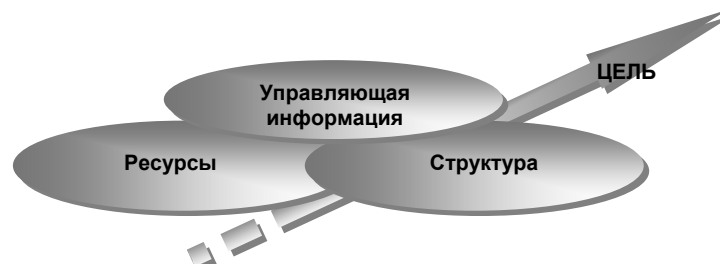 ЦЕЛЬ
Управляющая
информация
Ресурсы
Структура